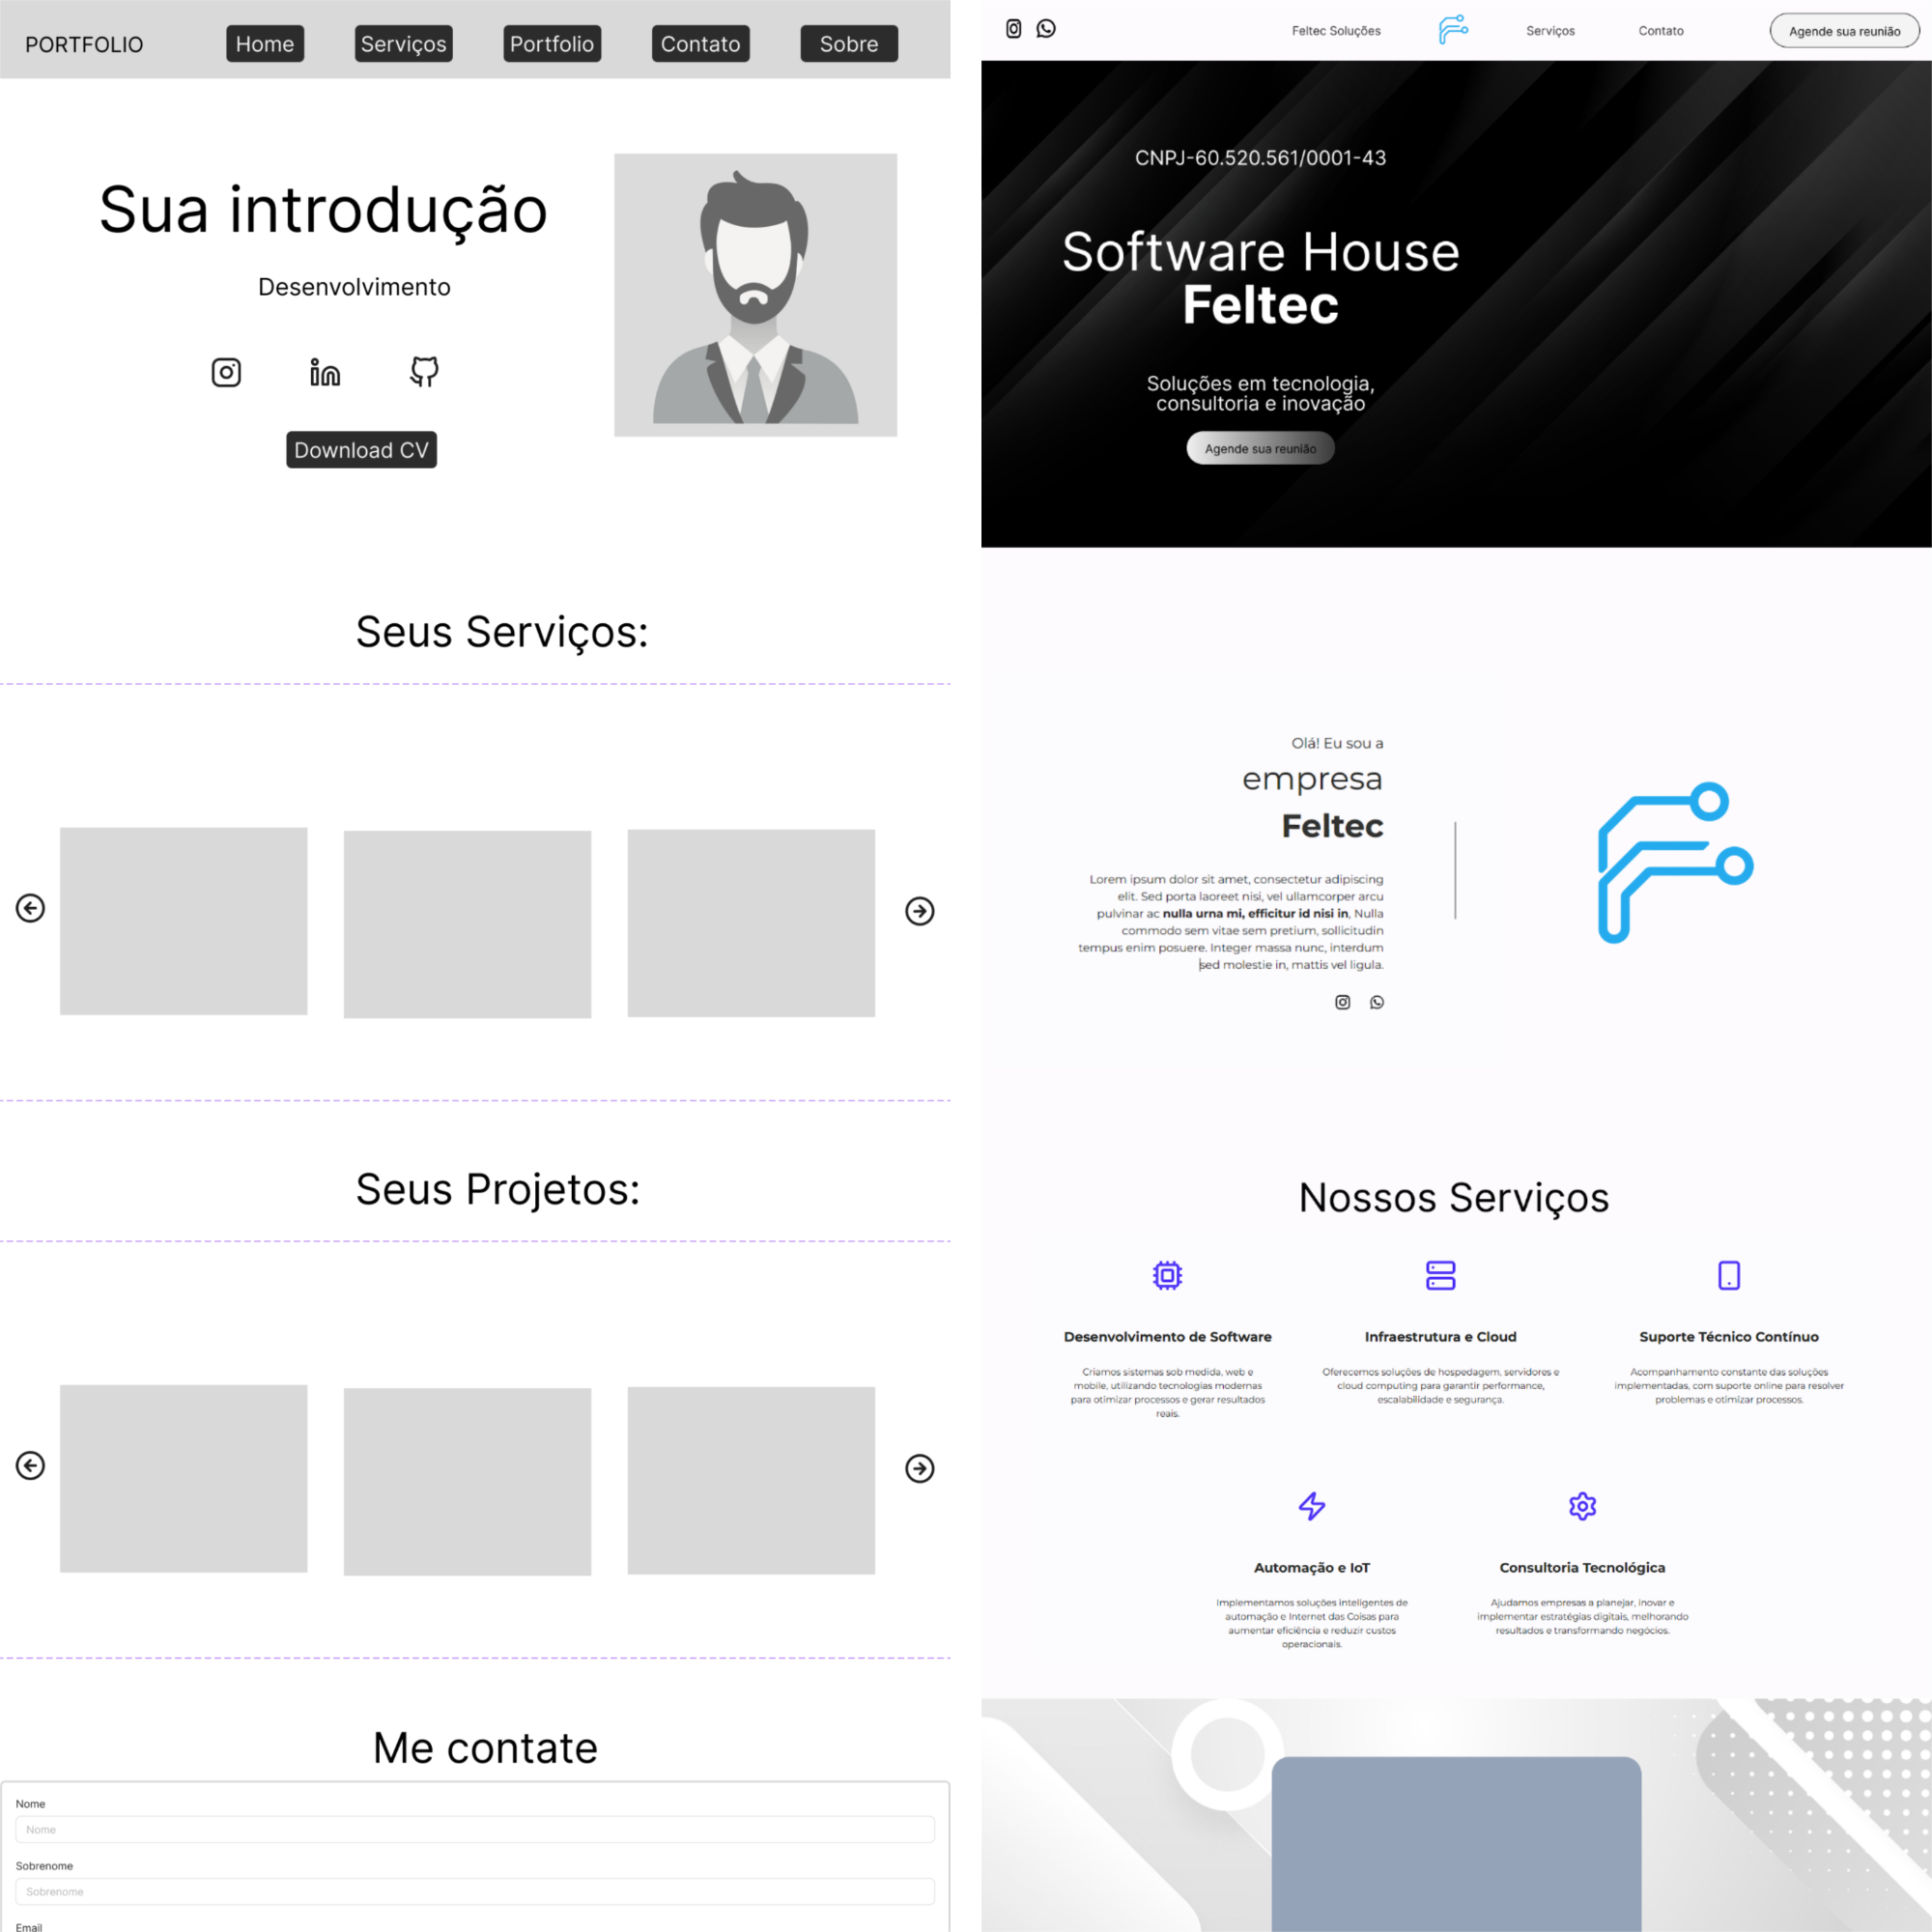 PORTFOLIO
Home
Serviços
Portfolio
Contato
Sobre
Sua introdução
Desenvolvimento
Download CV
Seus Serviços:
Seus Projetos:
Me contate
Nome
Nome
Sobrenome
Sobrenome
Email
Feltec Soluções
Serviços
Contato
Agende sua reunião
CNPJ-60.520.561/0001-43
Software House
Feltec
Soluções em tecnologia,
consultoria e inovação
Agende sua reunião
Olá! Eu sou a
empresa
Feltec
Lorem ipsum dolor sit amet, consectetur adipiscing
elit. Sed porta laoreet nisi, vel ullamcorper arcu
pulvinar ac nulla urna mi, efficitur id nisi in, Nulla
commodo sem vitae sem pretium, sollicitudin
tempus enim posuere. Integer massa nunc, interdum
sed molestie in, mattis vel ligula.
Nossos Serviços
Desenvolvimento de Software
Criamos sistemas sob medida, web e
mobile, utilizando tecnologias modernas
para otimizar processos e gerar resultados
reais.
Infraestrutura e Cloud
Oferecemos soluções de hospedagem, servidores e
cloud computing para garantir performance,
escalabilidade e segurança.
Suporte Técnico Contínuo
Acompanhamento constante das soluções
implementadas, com suporte online para resolver
problemas e otimizar processos.
Automação e IoT
Implementamos soluções inteligentes de
automação e Internet das Coisas para
aumentar eficiência e reduzir custos
operacionais.
Consultoria Tecnológica
Ajudamos empresas a planejar, inovar e
implementar estratégias digitais, melhorando
resultados e transformando negócios.